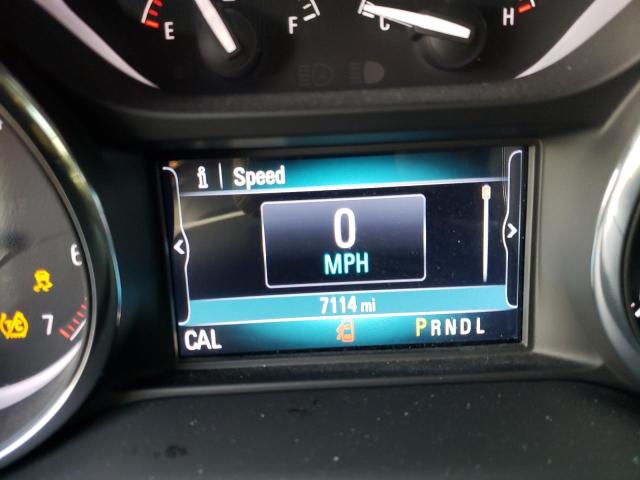 E F C H
i Speed
0
MPH
6
7
7114 mi
CAL PRNDL